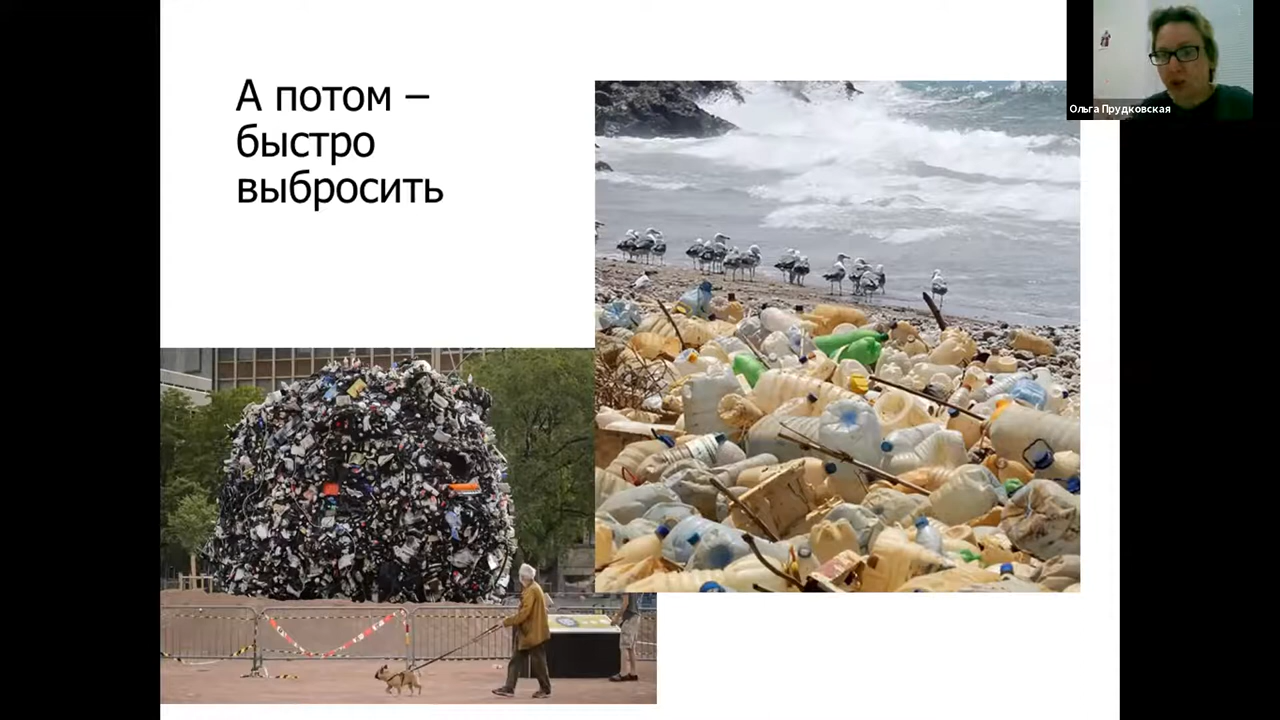 А потом –
быстро
выбросить
Ольга Прудковская